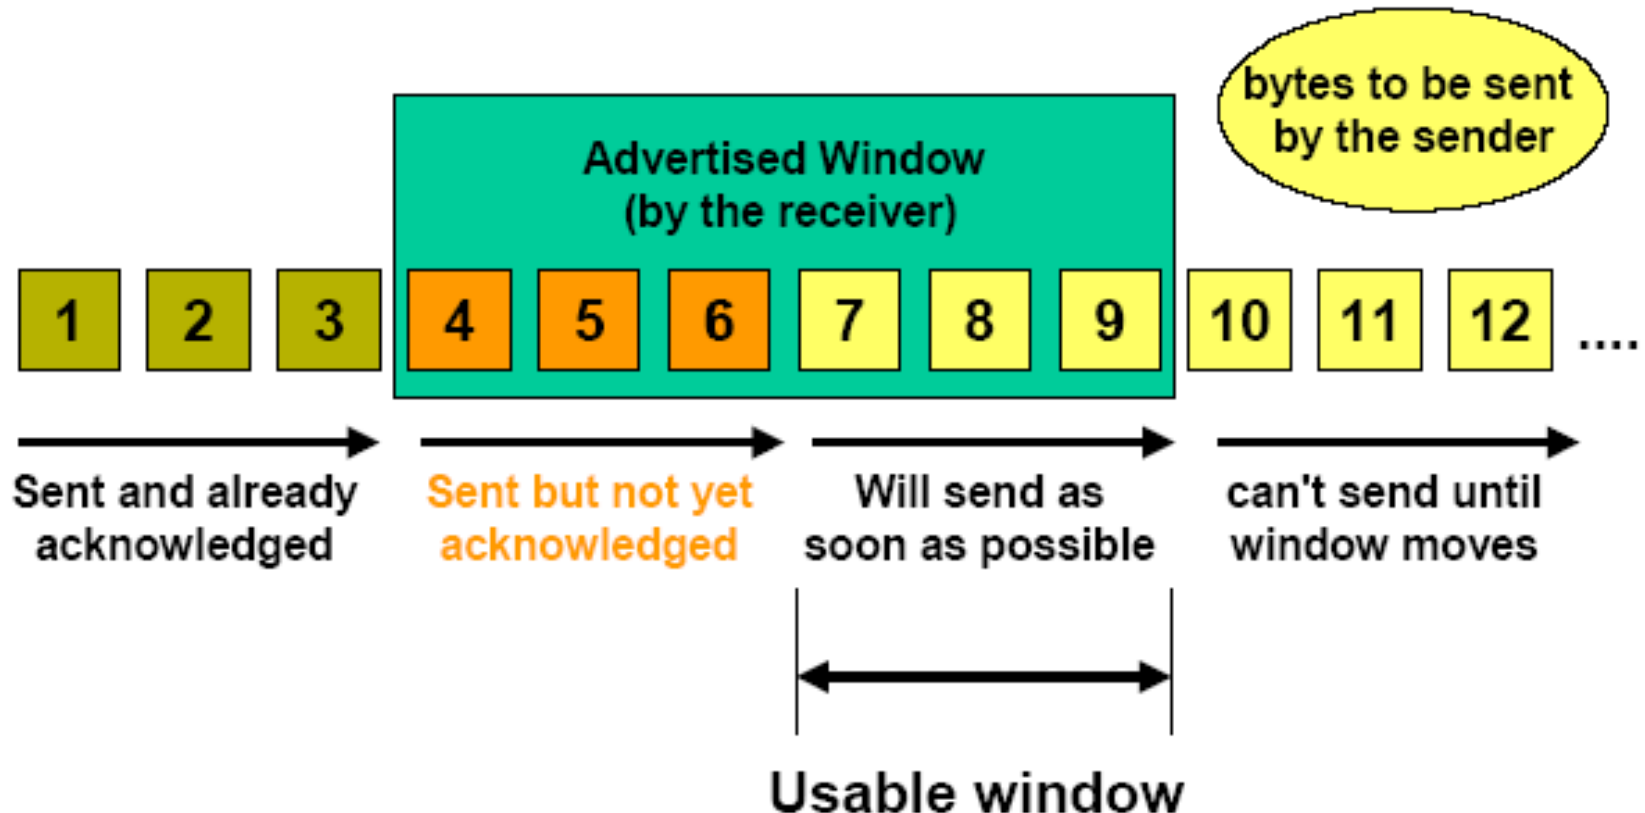 bytes to be sent
by the sender
Advertised Window
(by the receiver)
1 2 3 4 5 6 7 8 9 10 11 12 ....
Sent and already
acknowledged
Sent but not yet
acknowledged
Will send as
soon as possible
can't send until
window moves
Usable window